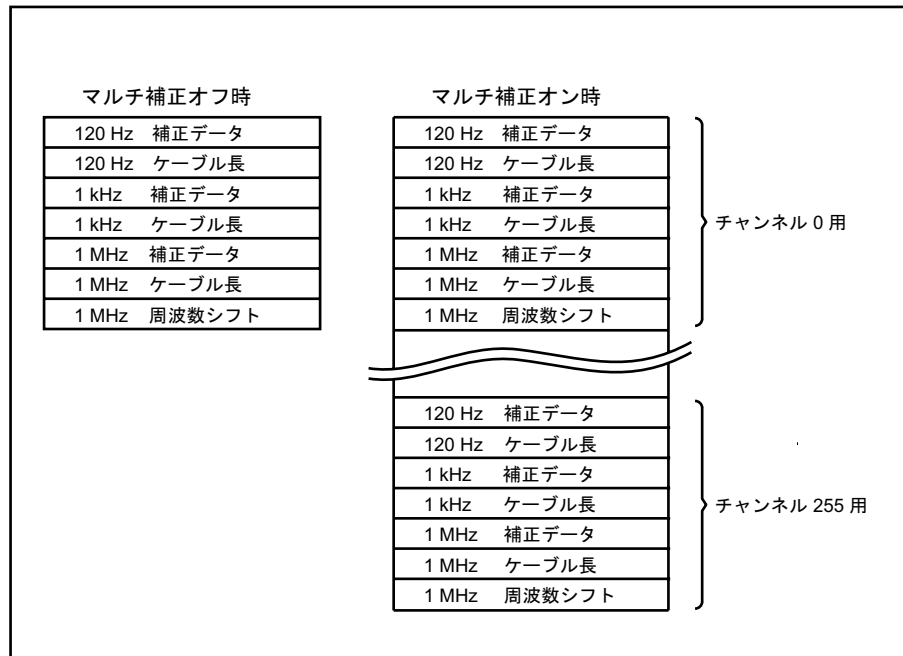 マルチ補正オフ時
120 Hz 補正データ
120 Hz ケーブル長
1 kHz 補正データ
1 kHz ケーブル長
1 MHz 補正データ
1 MHz ケーブル長
1 MHz 周波数シフト
マルチ補正オン時
120 Hz 補正データ
120 Hz ケーブル長
1 kHz 補正データ
1 kHz ケーブル長
1 MHz 補正データ
1 MHz ケーブル長
1 MHz 周波数シフト
チャンネル 0 用
120 Hz 補正データ
120 Hz ケーブル長
1 kHz 補正データ
1 kHz ケーブル長
1 MHz 補正データ
1 MHz ケーブル長
1 MHz 周波数シフト
チャンネル 255 用